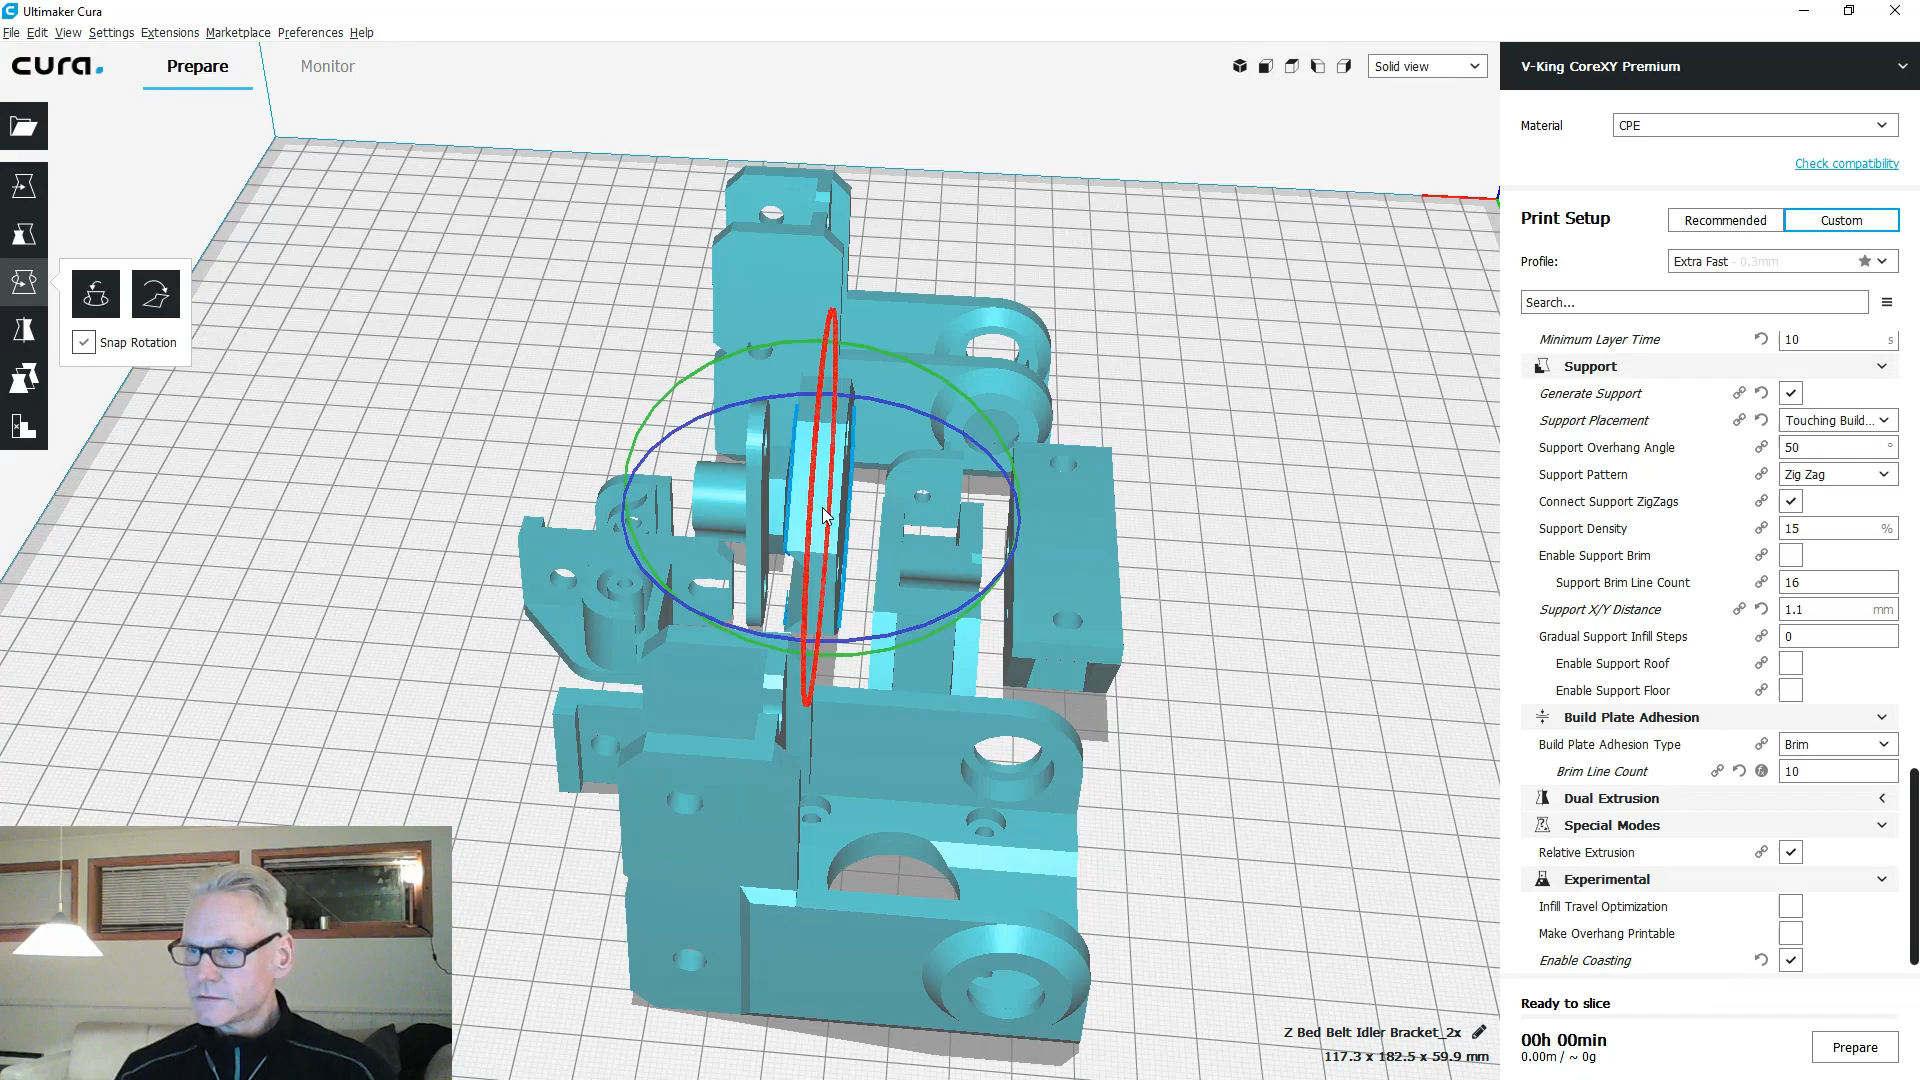 Ultimaker Cura
File Edit View Settings Extensions Marketplace Preferences Help
cura.
Prepare
Monitor
Solid view
V-King CoreXY Premium
Material
CPE
Check compatibility
Print Setup
Recommended
Custom
Profile:
Extra Fast - 0.3mm
Search...
Minimum Layer Time 10 s
Support
Generate Support
Support Placement Touching Build...
Support Overhang Angle 50 °
Support Pattern Zig Zag
Connect Support ZigZags
Support Density 15 %
Enable Support Brim
Support Brim Line Count 16
Support X/Y Distance 1.1 mm
Gradual Support Infill Steps 0
Enable Support Roof
Enable Support Floor
Build Plate Adhesion
Build Plate Adhesion Type Brim
Brim Line Count 10
Dual Extrusion
Special Modes
Relative Extrusion
Experimental
Infill Travel Optimization
Make Overhang Printable
Enable Coasting
Ready to slice
00h 00min
0.00m / ~ 0g
Prepare
Snap Rotation
Z Bed Belt Idler Bracket_2x
117.3 x 182.5 x 59.9 mm